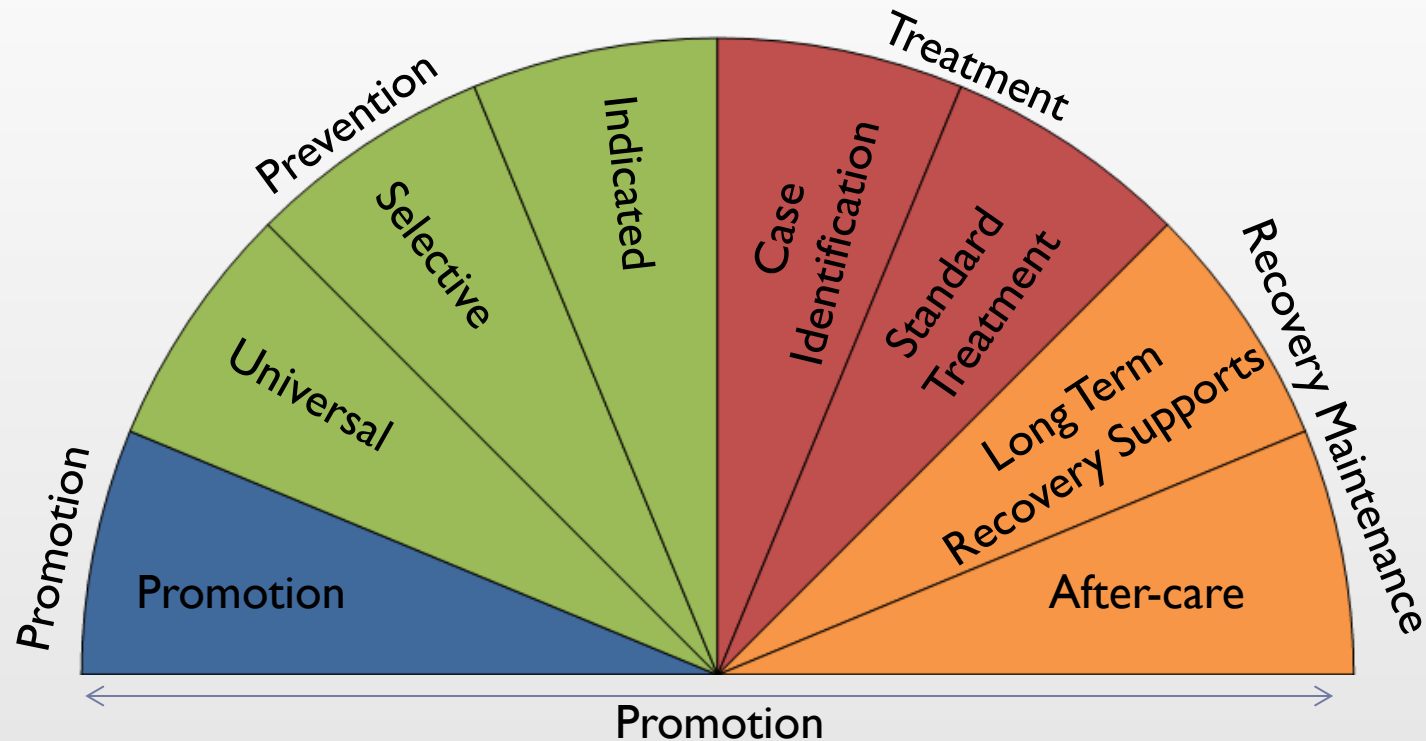 Promotion
Promotion
Prevention
Universal
Selective
Indicated
Treatment
Case
Identification
Standard
Treatment
Recovery Maintenance
Long Term
Recovery Supports
After-care
Promotion